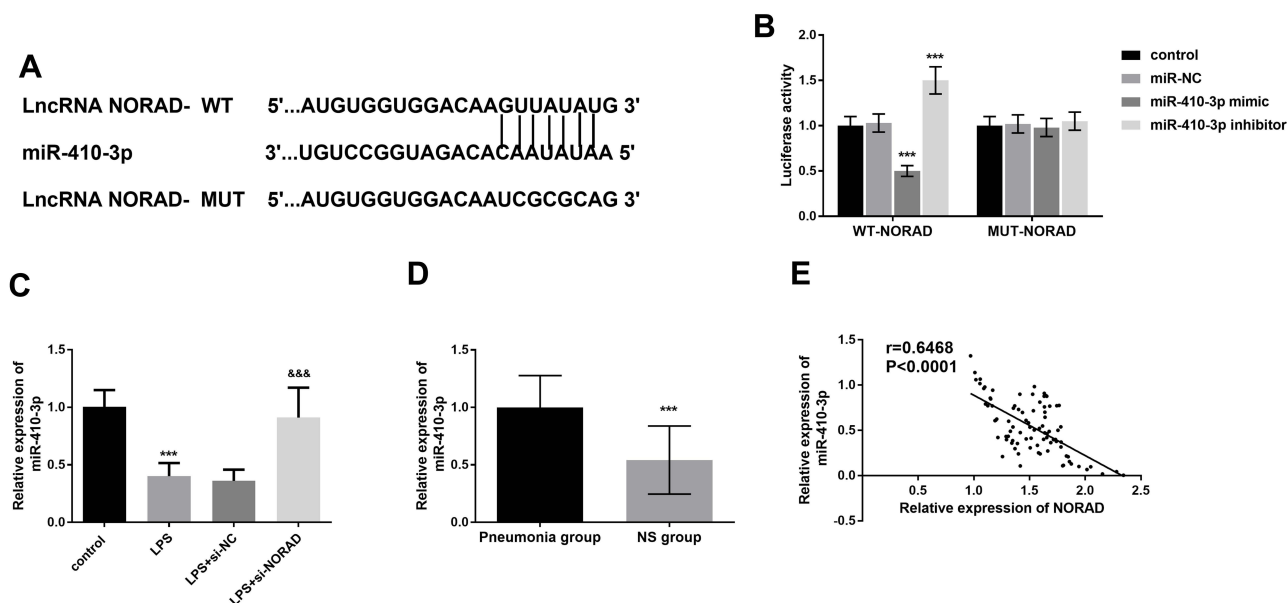 A
LncRNA NORAD- WT 5'...AUGUGGUGGACAAGUUAUAUG 3'
miR-410-3p 3'...UGUCCGGUAGACACAAUAUAA 5'
LncRNA NORAD- MUT 5'...AUGUGGUGGACAAUCGCGCAG 3'
B
Luciferase activity
2.0
1.5
1.0
0.5
0.0
***
***
WT-NORAD MUT-NORAD
control
miR-NC
miR-410-3p mimic
miR-410-3p inhibitor
C
Relative expression of
miR-410-3p
1.5
1.0
0.5
0.0
***
&&&
control LPS LPS+si-NC LPS+si-NORAD
D
Relative expression of
miR-410-3p
1.5
1.0
0.5
0.0
***
Pneumonia group NS group
E
Relative expression of
miR-410-3p
1.5
1.0
0.5
0.0
-0.5
r=0.6468
P<0.0001
0.5 1.0 1.5 2.0 2.5
Relative expression of NORAD